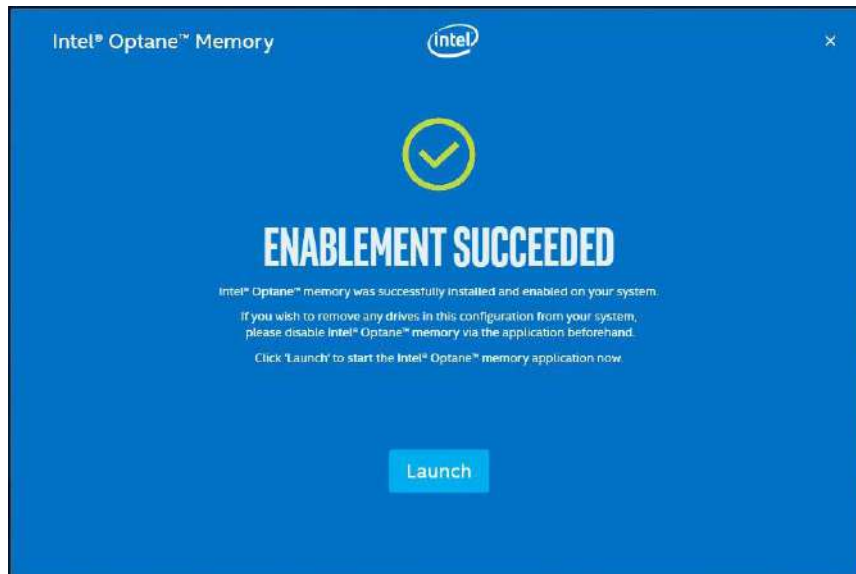 Intel® Optane™ Memory
intel
×
ENABLEMENT SUCCEEDED
Intel® Optane™ memory was successfully installed and enabled on your system.
If you wish to remove any drives in this configuration from your system,
please disable Intel® Optane™ memory via the application beforehand.
Click 'Launch' to start the Intel® Optane™ memory application now.
Launch